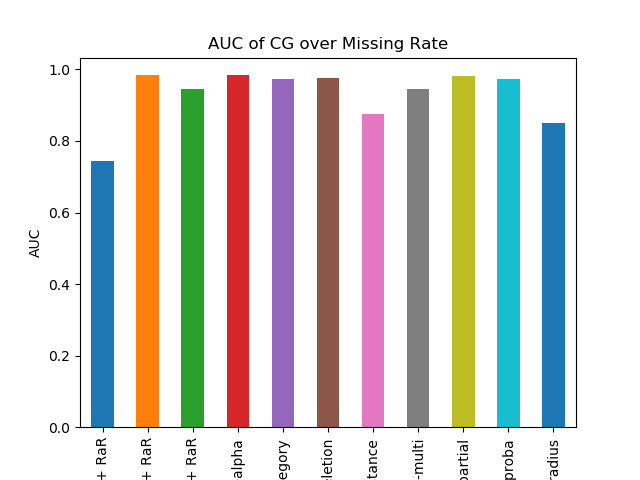 AUC of CG over Missing Rate
1.0
0.8
0.6
0.4
0.2
0.0
AUC
+ RaR
+ RaR
+ RaR
alpha
egory
letion
tance
-multi
partial
proba
radius